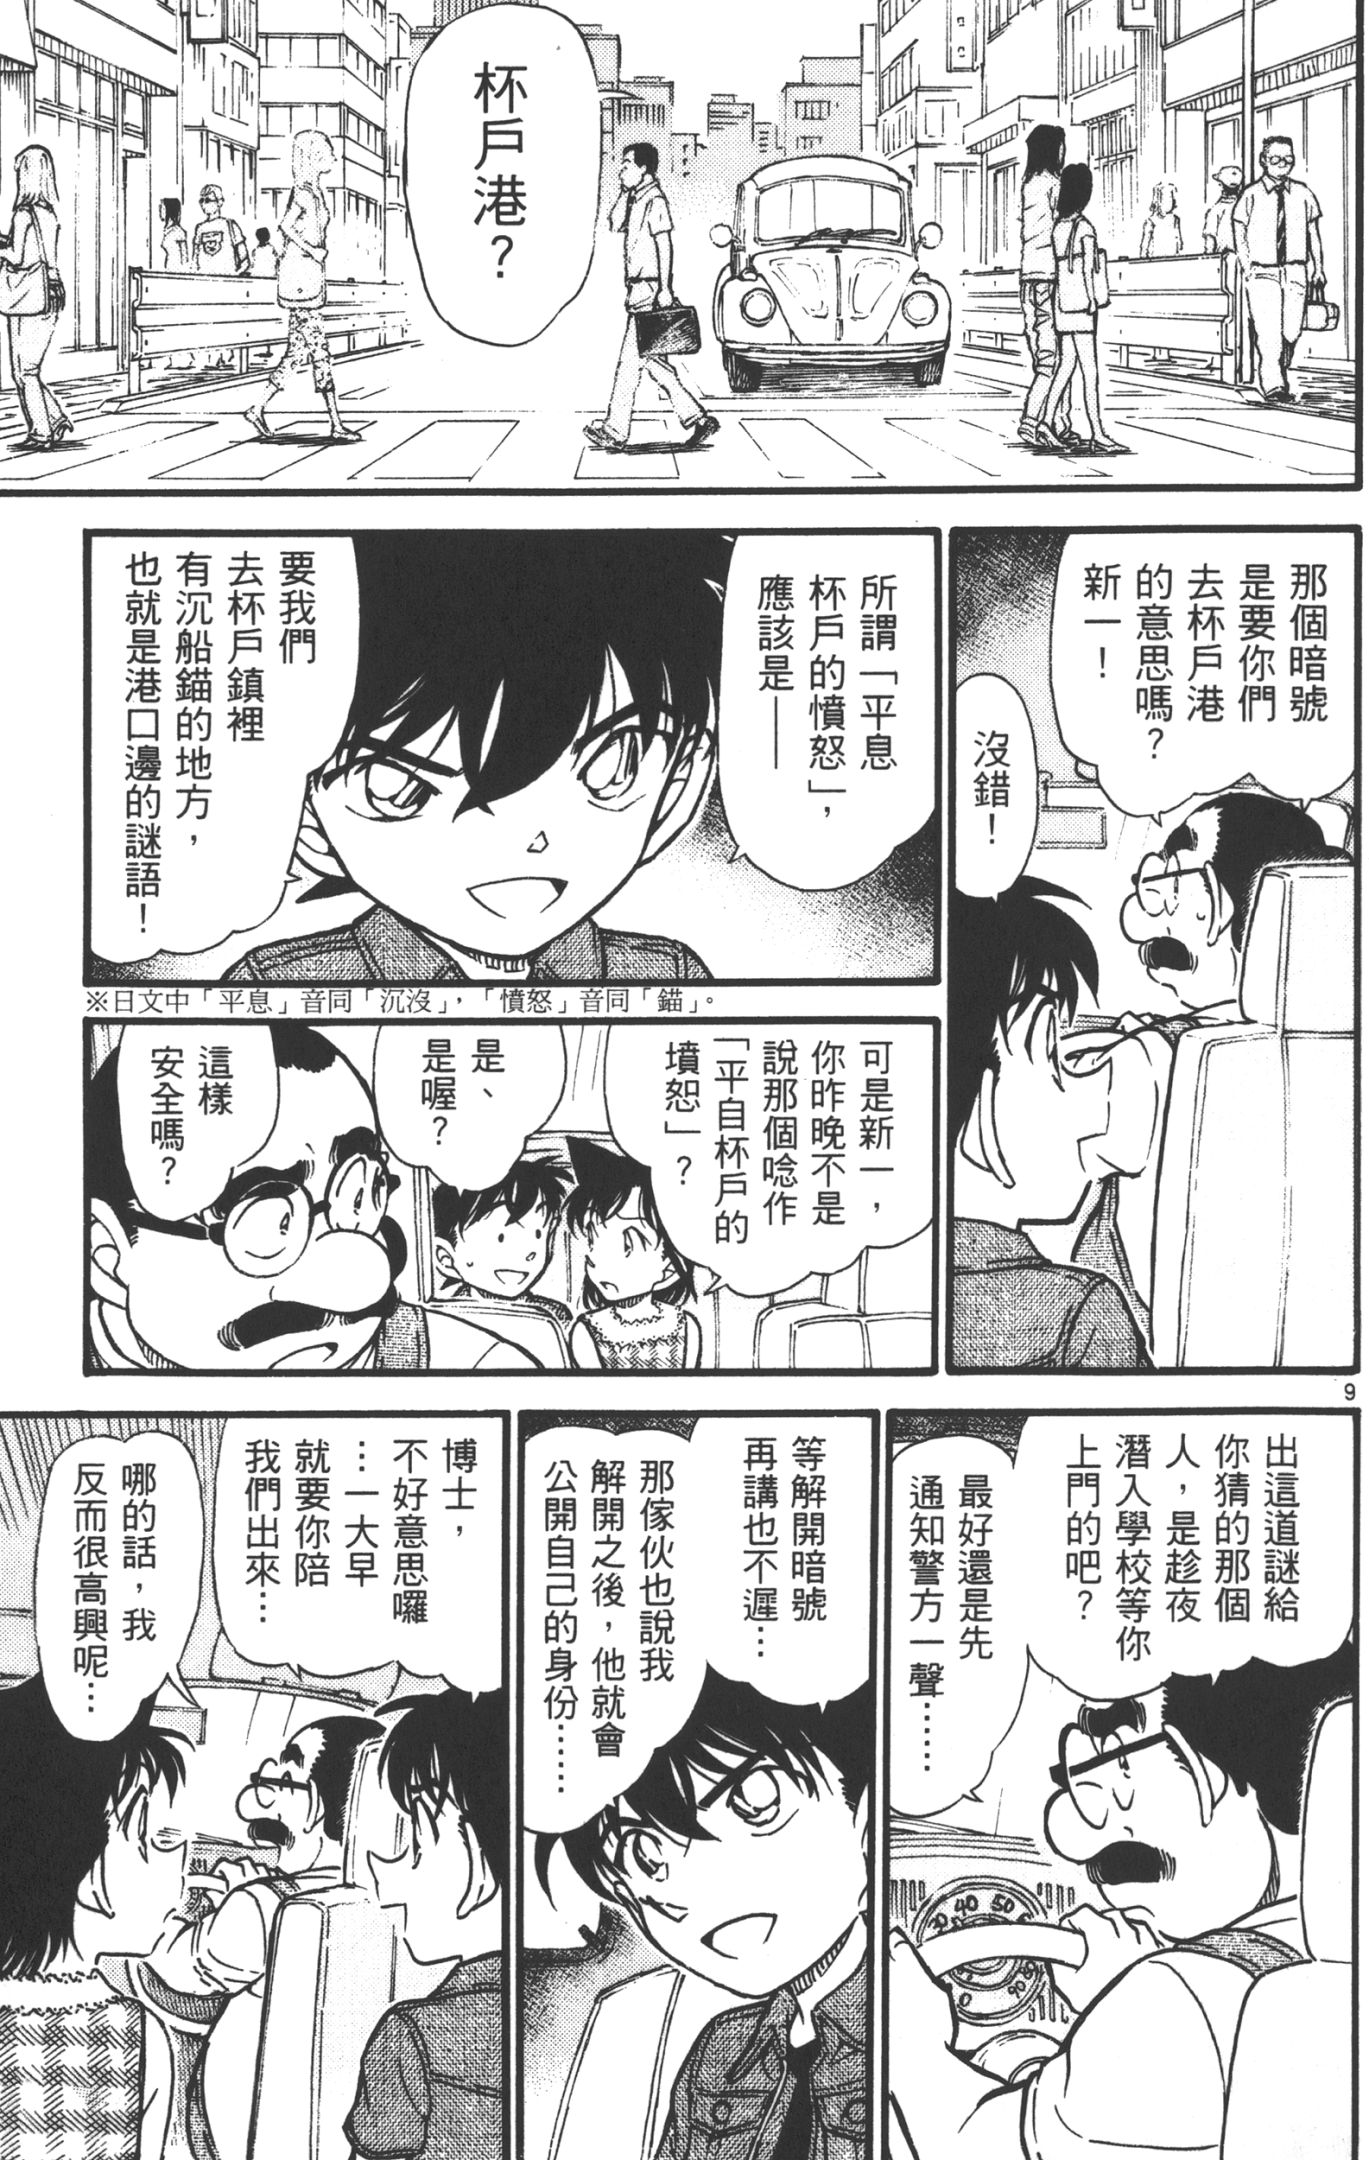 杯戶港？
那個暗號
是要你們
去杯戶港
的意思嗎？
新一！
沒錯！
所謂「平息
杯戶的憤怒」，
應該是——
要我們
去杯戶鎮裡
有沉船錨的地方，
也就是港口邊的謎語！
※日文中「平息」音同「沉沒」，「憤怒」音同「錨」。
可是新一，
你昨晚不是
說那個唸作
「平自杯戶的
墳恕」？
是、
是喔？
這樣
安全嗎？
9
出這道謎給
你猜的那個
人，是趁夜
潛入學校等你
上門的吧？
最好還是先
通知警方一聲……
等解開暗號
再講也不遲…
那傢伙也說我
解開之後，他就會
公開自己的身份……
博士，
不好意思囉
…一大早
就要你陪
我們出來…
哪的話，我
反而很高興呢…
30 40 50
90